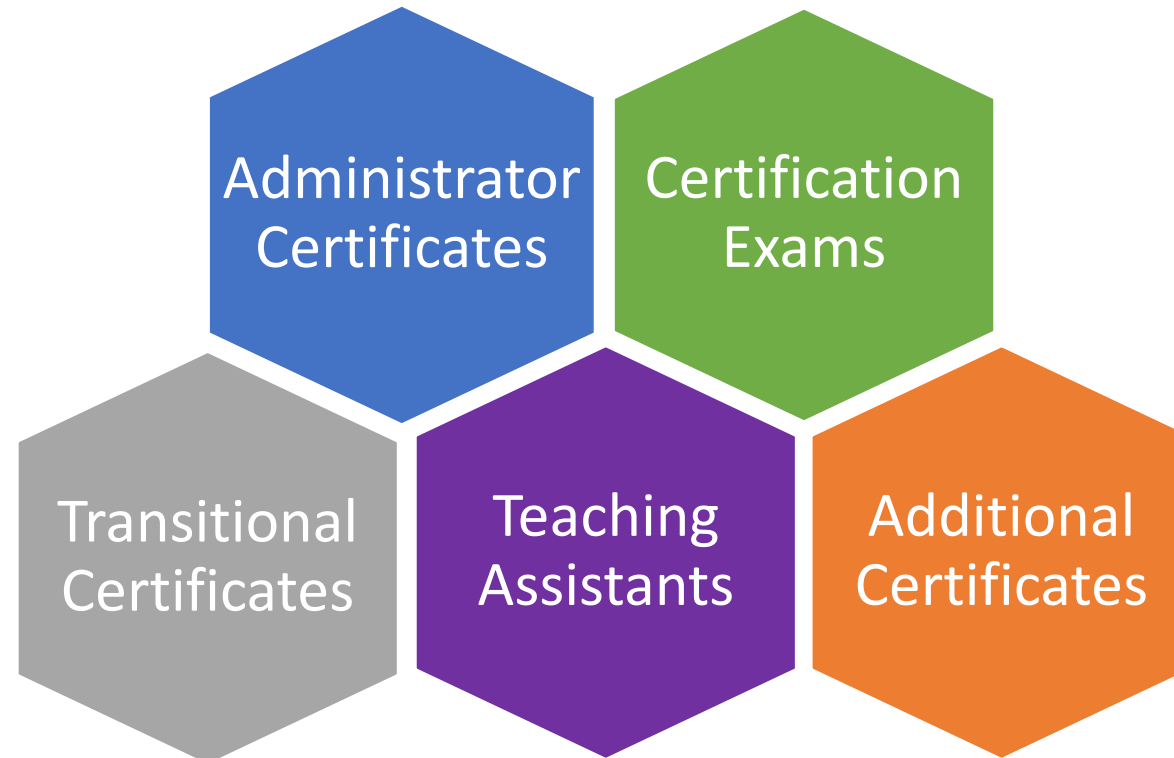 Administrator
Certificates
Certification
Exams
Transitional
Certificates
Teaching
Assistants
Additional
Certificates